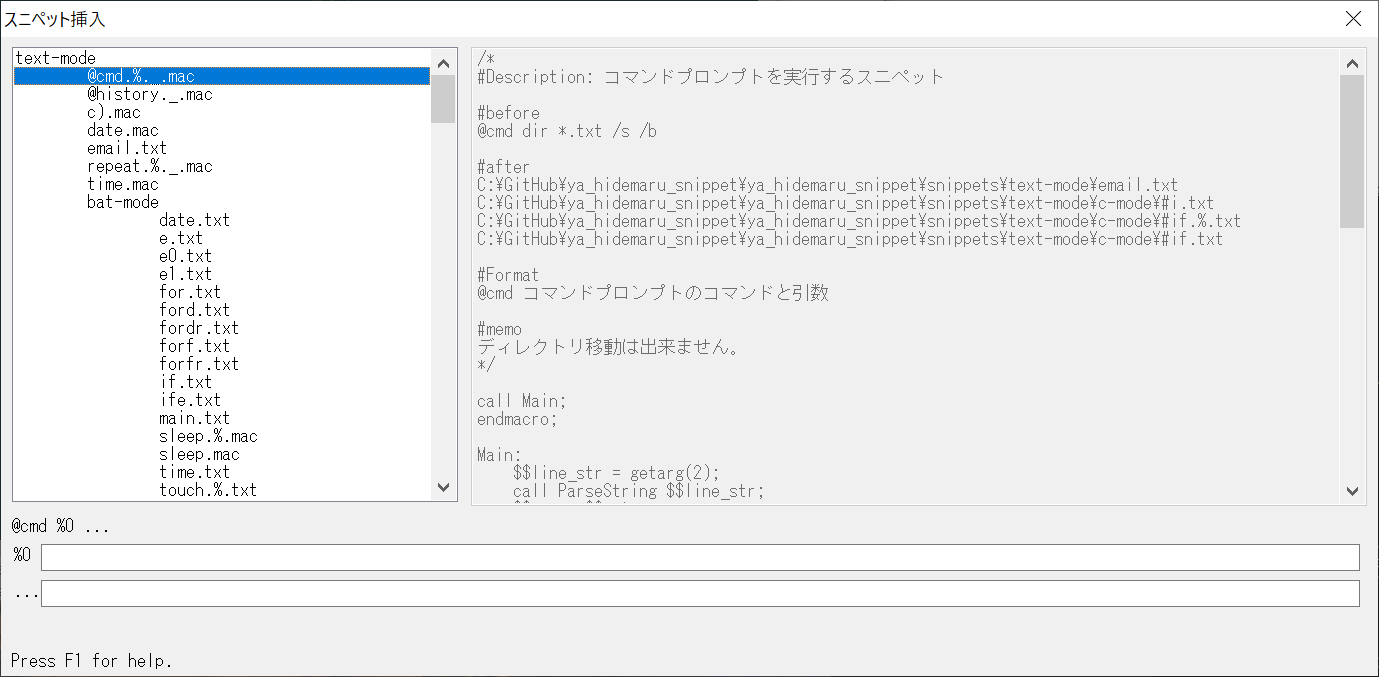 スニペット挿入
text-mode
@cmd.%._.mac
@history._.mac
c).mac
date.mac
email.txt
repeat.%._.mac
time.mac
bat-mode
date.txt
e.txt
e0.txt
e1.txt
for.txt
ford.txt
fordr.txt
forf.txt
forfr.txt
if.txt
ife.txt
main.txt
sleep.%.mac
sleep.mac
time.txt
touch.%.txt
/*
#Description: コマンドプロンプトを実行するスニペット
#before
@cmd dir *.txt /s /b
#after
C:¥GitHub¥ya_hidemaru_snippet¥ya_hidemaru_snippet¥snippets¥text-mode¥email.txt
C:¥GitHub¥ya_hidemaru_snippet¥ya_hidemaru_snippet¥snippets¥text-mode¥c-mode¥#i.txt
C:¥GitHub¥ya_hidemaru_snippet¥ya_hidemaru_snippet¥snippets¥text-mode¥c-mode¥#if.%.txt
C:¥GitHub¥ya_hidemaru_snippet¥ya_hidemaru_snippet¥snippets¥text-mode¥c-mode¥#if.txt
#Format
@cmd コマンドプロンプトのコマンドと引数
#memo
ディレクトリ移動は出来ません。
*/
call Main;
endmacro;
Main:
$$line_str = getarg(2);
call ParseString $$line_str;
@cmd %0 ...
%0
...
Press F1 for help.